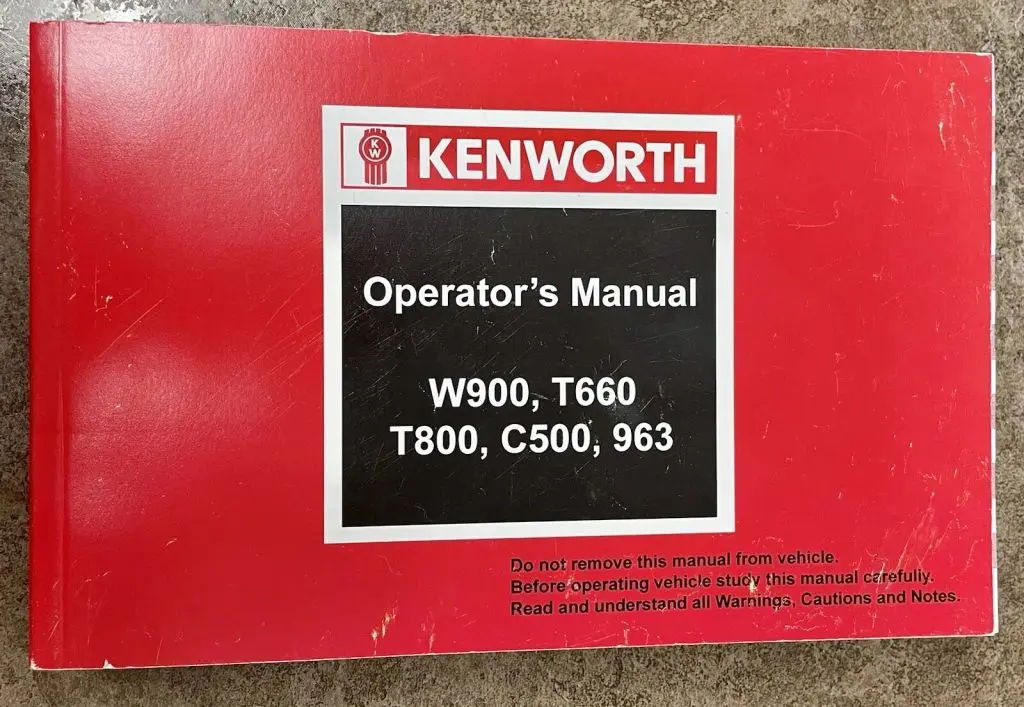 KW KENWORTH
Operator's Manual
W900, T660
T800, C500, 963
Do not remove this manual from vehicle.
Before operating vehicle study this manual carefully.
Read and understand all Warnings, Cautions and Notes.